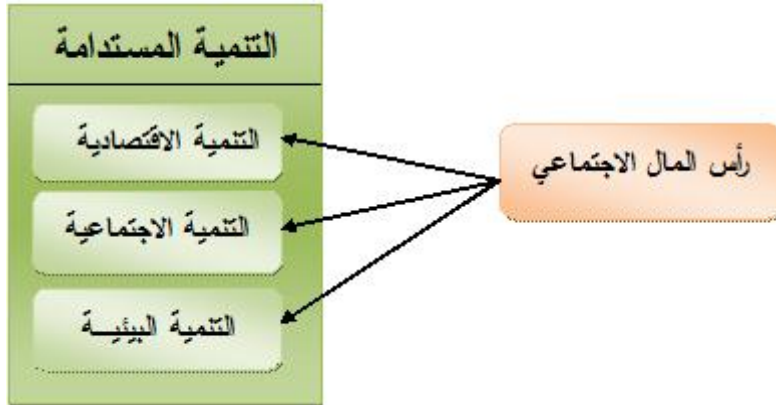 التنمية المستدامة
التنمية الاقتصادية
رأس المال الاجتماعي
التنمية الاجتماعية
التنمية البيئيــة